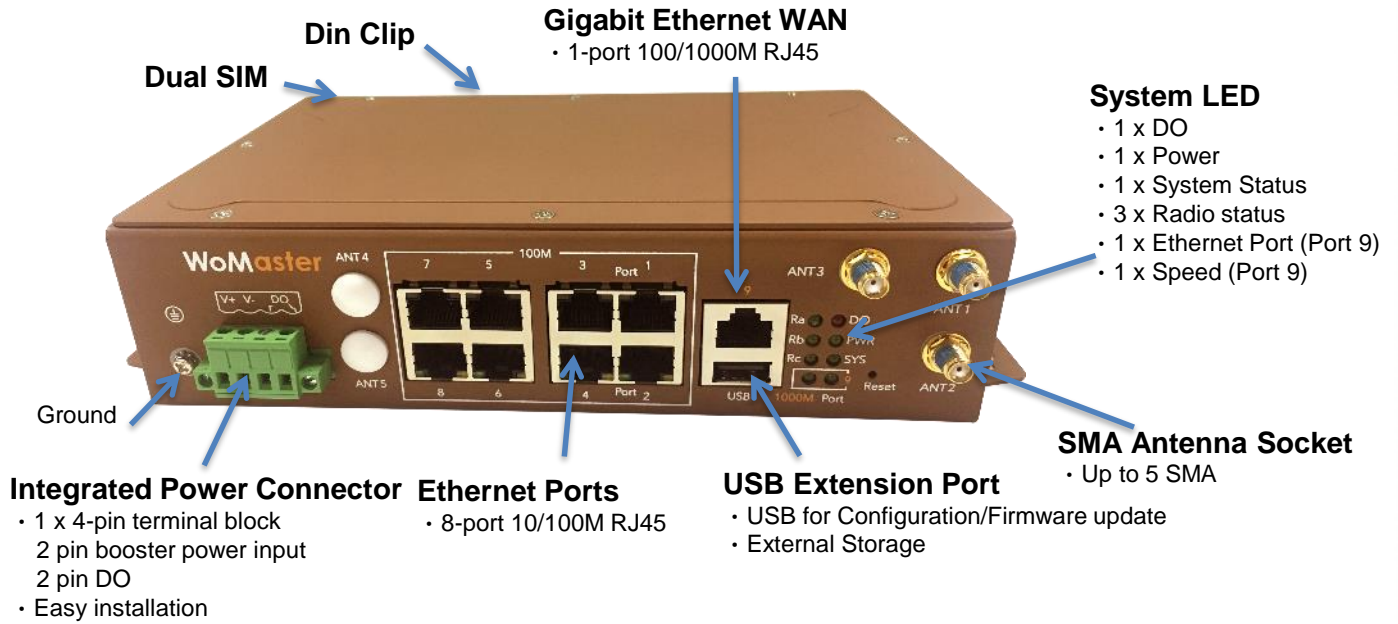 Gigabit Ethernet WAN
・1-port 100/1000M RJ45
Din Clip
Dual SIM
System LED
・1 x DO
・1 x Power
・1 x System Status
・3 x Radio status
・1 x Ethernet Port (Port 9)
・1 x Speed (Port 9)
WoMaster
ANT4
100M
7 5 3 Port 1
ANT3
9
ANT1
V+ V- DO
Ra DO
Rb PWR
Rc SYS
9
Reset
ANT2
ANT5
8 6 4 Port 2
USB 1000M Port
Ground
SMA Antenna Socket
・Up to 5 SMA
Integrated Power Connector
・1 x 4-pin terminal block
2 pin booster power input
2 pin DO
・Easy installation
Ethernet Ports
・8-port 10/100M RJ45
USB Extension Port
・USB for Configuration/Firmware update
・External Storage